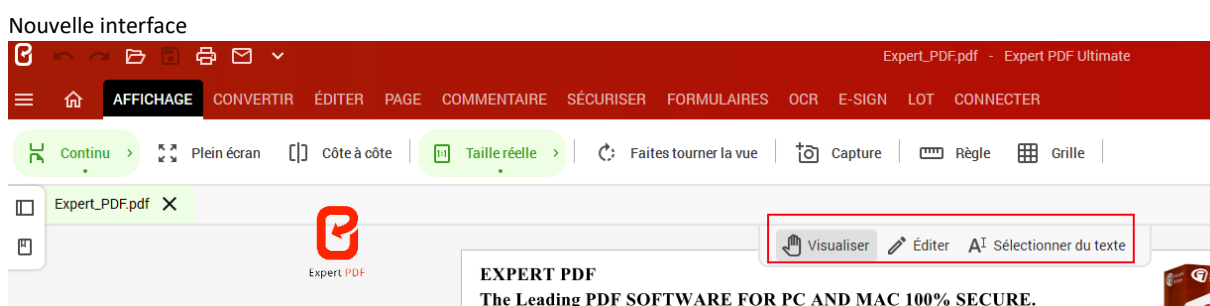 Nouvelle interface
Expert_PDF.pdf - Expert PDF Ultimate
AFFICHAGE CONVERTIR ÉDITER PAGE COMMENTAIRE SÉCURISER FORMULAIRES OCR E-SIGN LOT CONNECTER
Continu > Plein écran Côte à côte 1:1 Taille réelle > Faites tourner la vue Capture Règle Grille
Expert_PDF.pdf
Visualiser Éditer Sélectionner du texte
Expert PDF
EXPERT PDF
The Leading PDF SOFTWARE FOR PC AND MAC 100% SECURE.